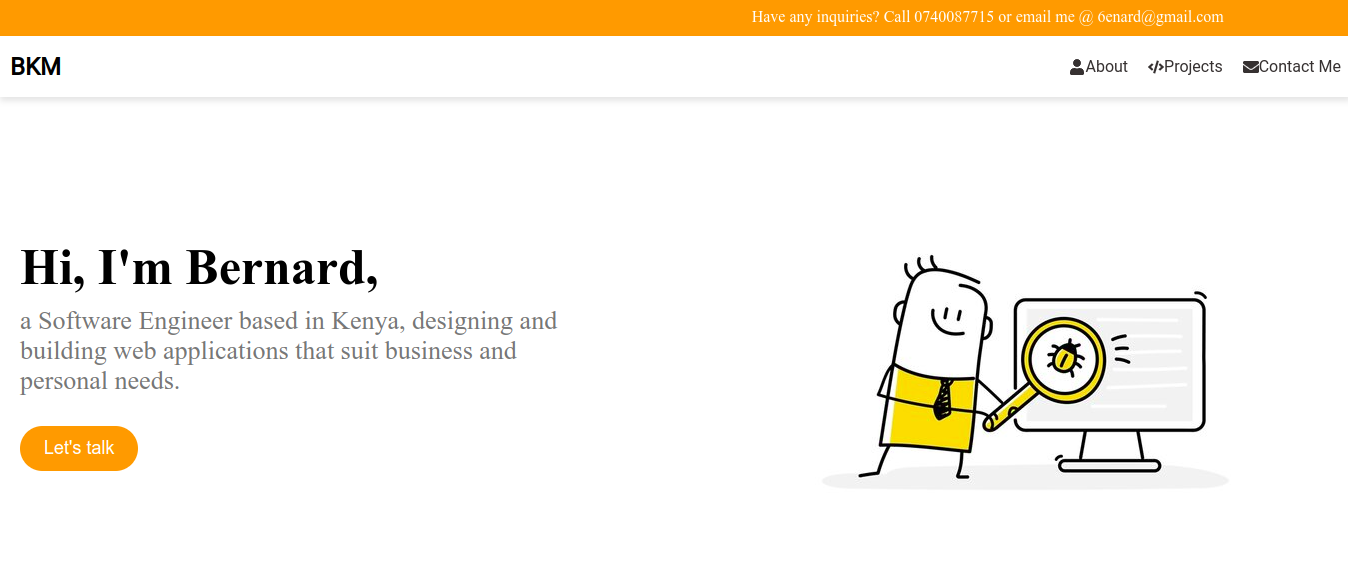 Have any inquiries? Call 0740087715 or email me @ 6enard@gmail.com
BKM
About Projects Contact Me
Hi, I'm Bernard,
a Software Engineer based in Kenya, designing and
building web applications that suit business and
personal needs.
Let's talk